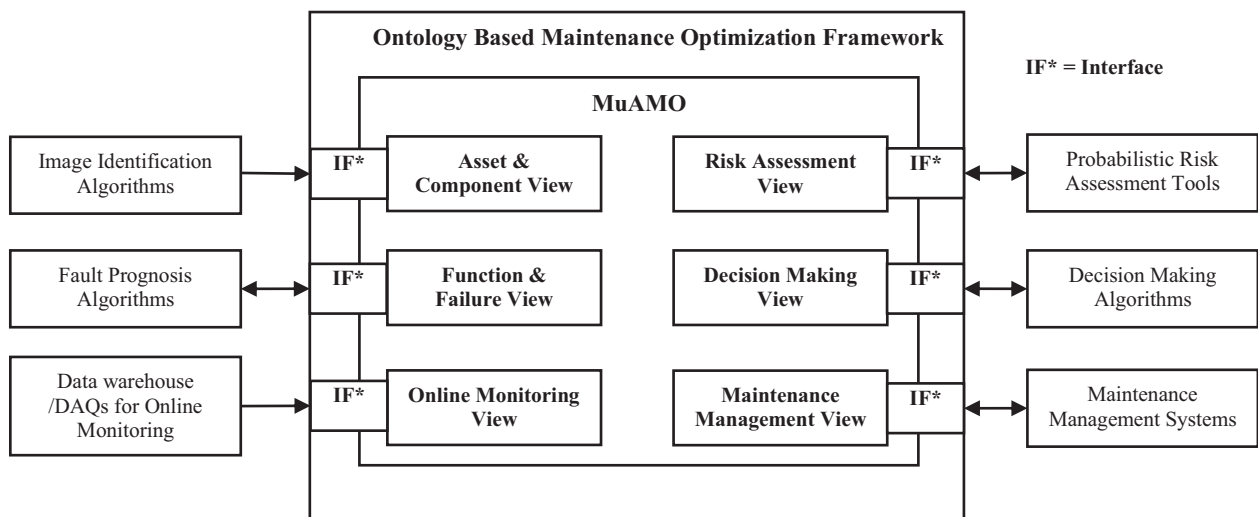 Ontology Based Maintenance Optimization Framework
IF* = Interface
MuAMO
Image Identification
Algorithms
IF*
Asset &
Component View
Risk Assessment
View
IF*
Probabilistic Risk
Assessment Tools
Fault Prognosis
Algorithms
IF*
Function &
Failure View
Decision Making
View
IF*
Decision Making
Algorithms
Data warehouse
/DAQs for Online
Monitoring
IF*
Online Monitoring
View
Maintenance
Management View
IF*
Maintenance
Management Systems